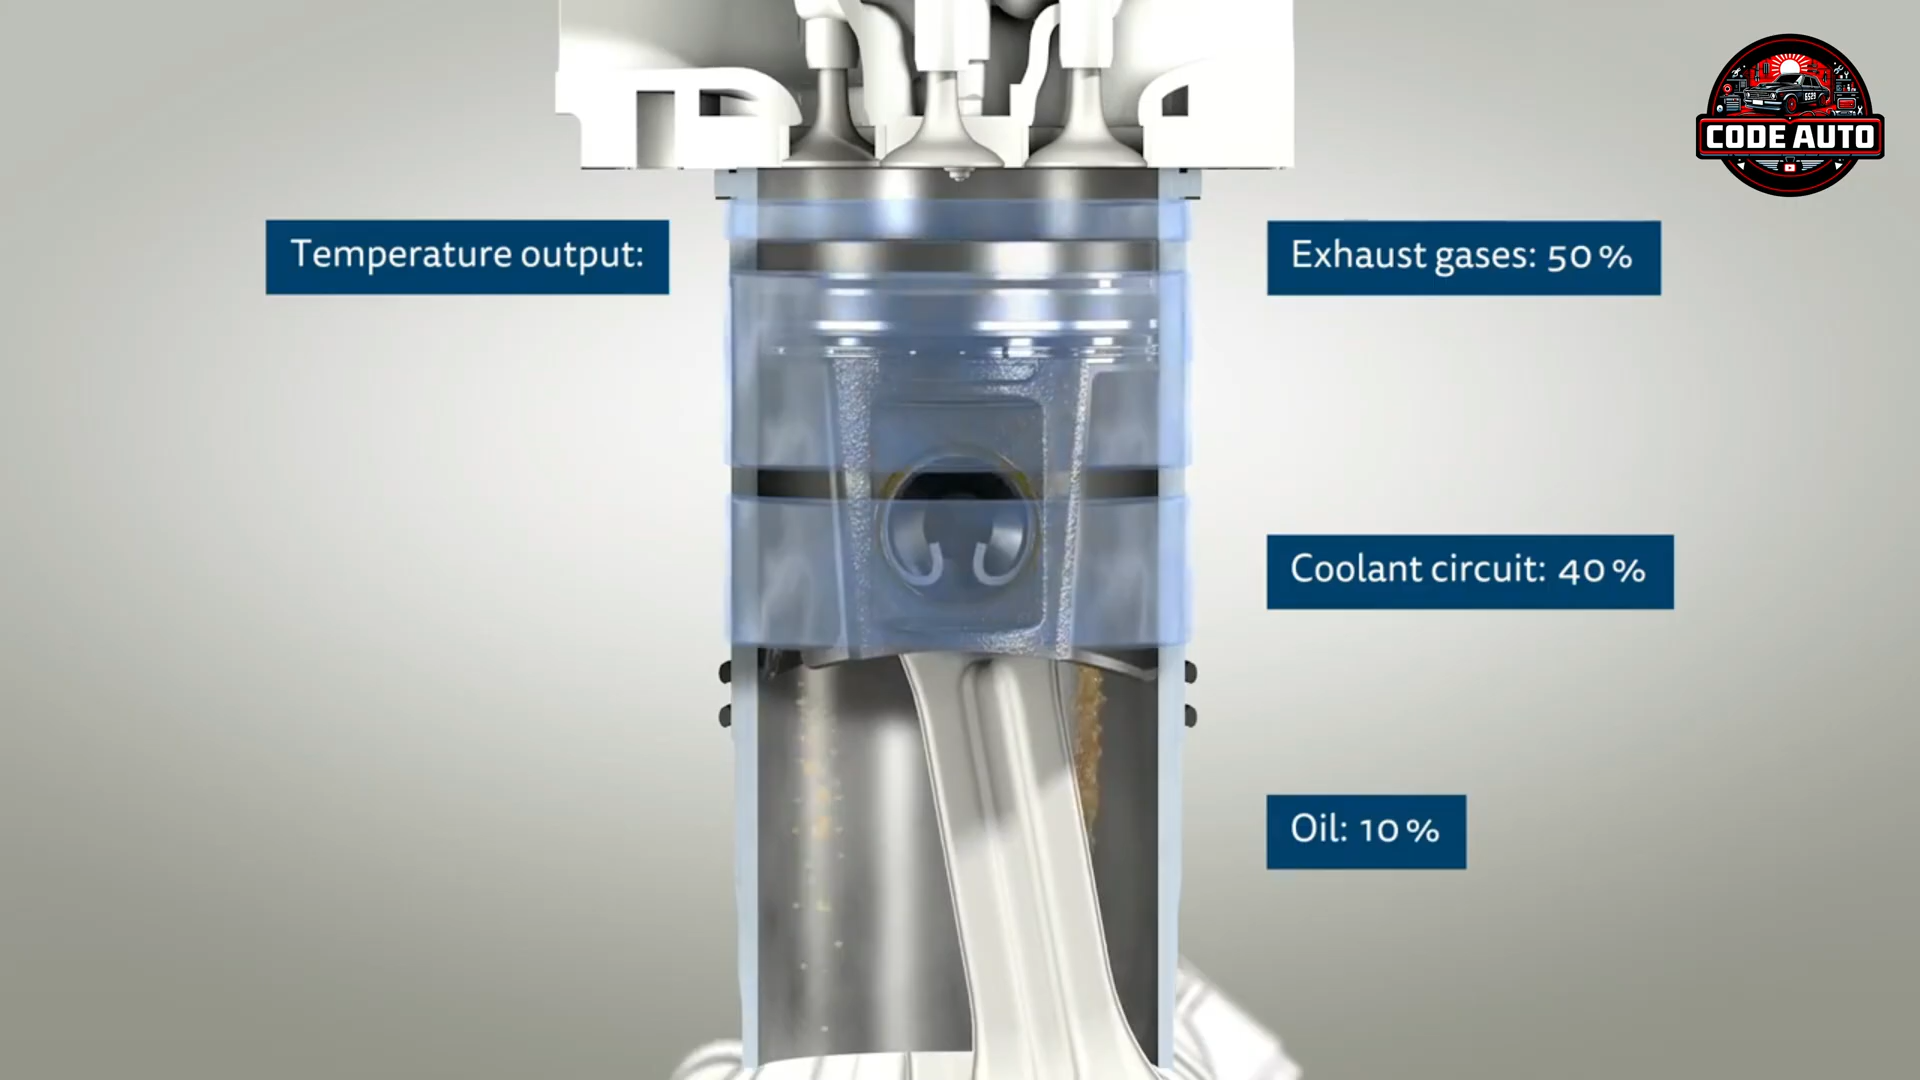 CODE AUTO
Temperature output:
Exhaust gases: 50 %
Coolant circuit: 40 %
Oil: 10 %